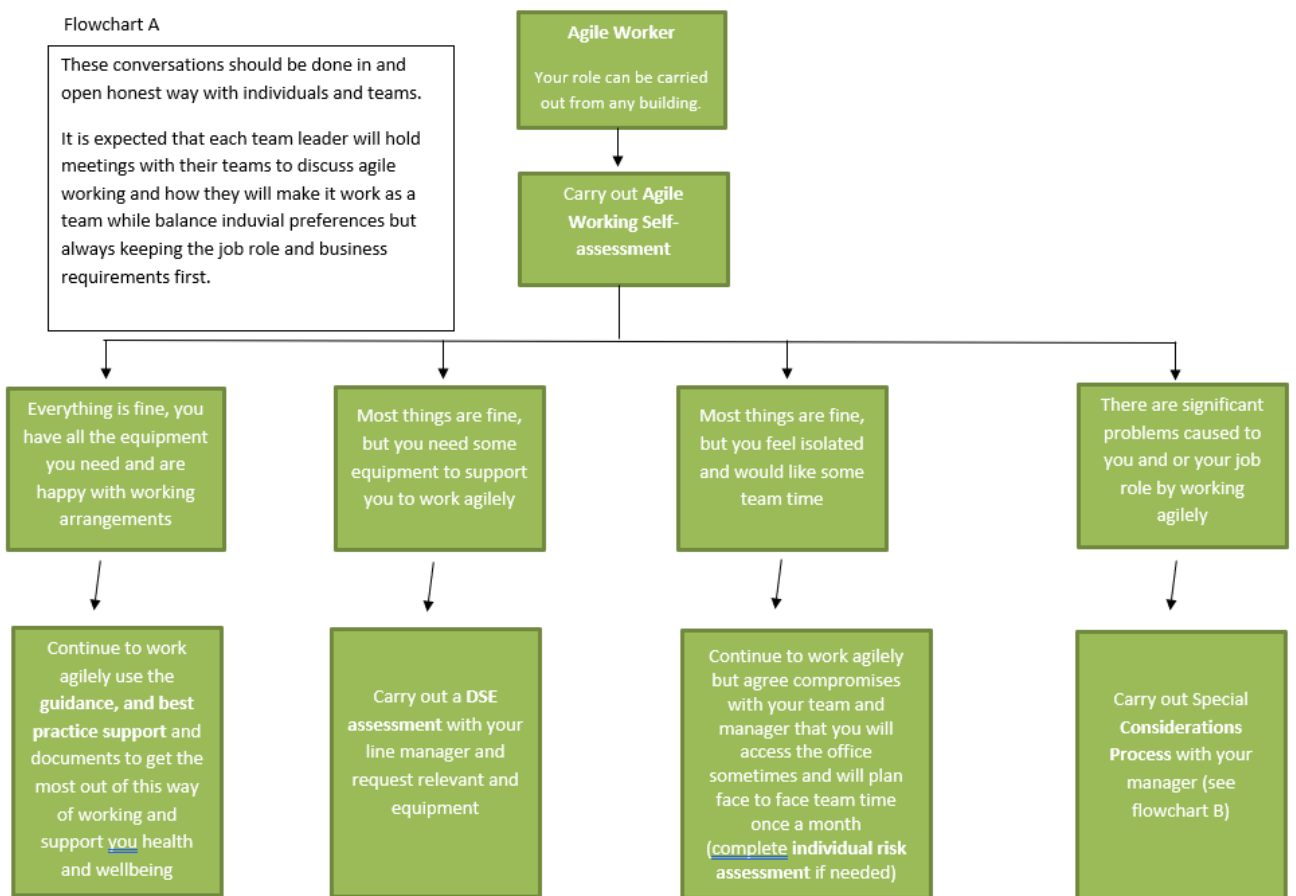 Flowchart A
These conversations should be done in and
open honest way with individuals and teams.
It is expected that each team leader will hold
meetings with their teams to discuss agile
working and how they will make it work as a
team while balance induvial preferences but
always keeping the job role and business
requirements first.
Agile Worker
Your role can be carried
out from any building.
Carry out Agile
Working Self-
assessment
Everything is fine, you
have all the equipment
you need and are
happy with working
arrangements
Most things are fine,
but you need some
equipment to support
you to work agilely
Most things are fine,
but you feel isolated
and would like some
team time
There are significant
problems caused to
you and or your job
role by working
agilely
Continue to work
agilely use the
guidance, and best
practice support and
documents to get the
most out of this way
of working and
support you health
and wellbeing
Carry out a DSE
assessment with your
line manager and
request relevant and
equipment
Continue to work agilely
but agree compromises
with your team and
manager that you will
access the office
sometimes and will plan
face to face team time
once a month
(complete individual risk
assessment if needed)
Carry out Special
Considerations
Process with your
manager (see
flowchart B)